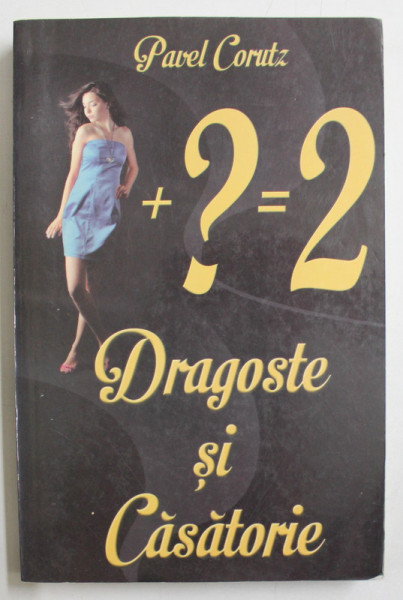 Pavel Corutz
+ ? = 2
Dragoste
și
Căsătorie